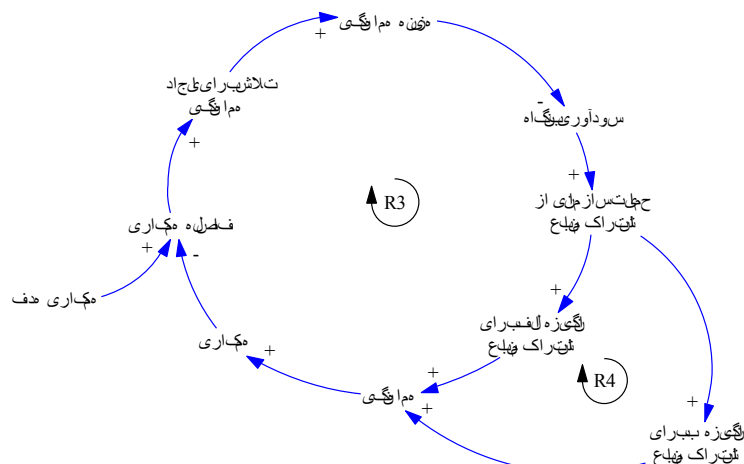 هزینه هماهنگی
+
تلاش برای ایجاد
هماهنگی
+
-
سودآوری بنگاه
+
حمایت سازمانی از
اشتراک منابع
R3
فاصله همکاری
+
-
همکاری هدف
+
انگیزه الف برای
اشتراک منابع
همکاری
+
+
R4
هماهنگی
+
+
انگیزه ب برای
اشتراک منابع